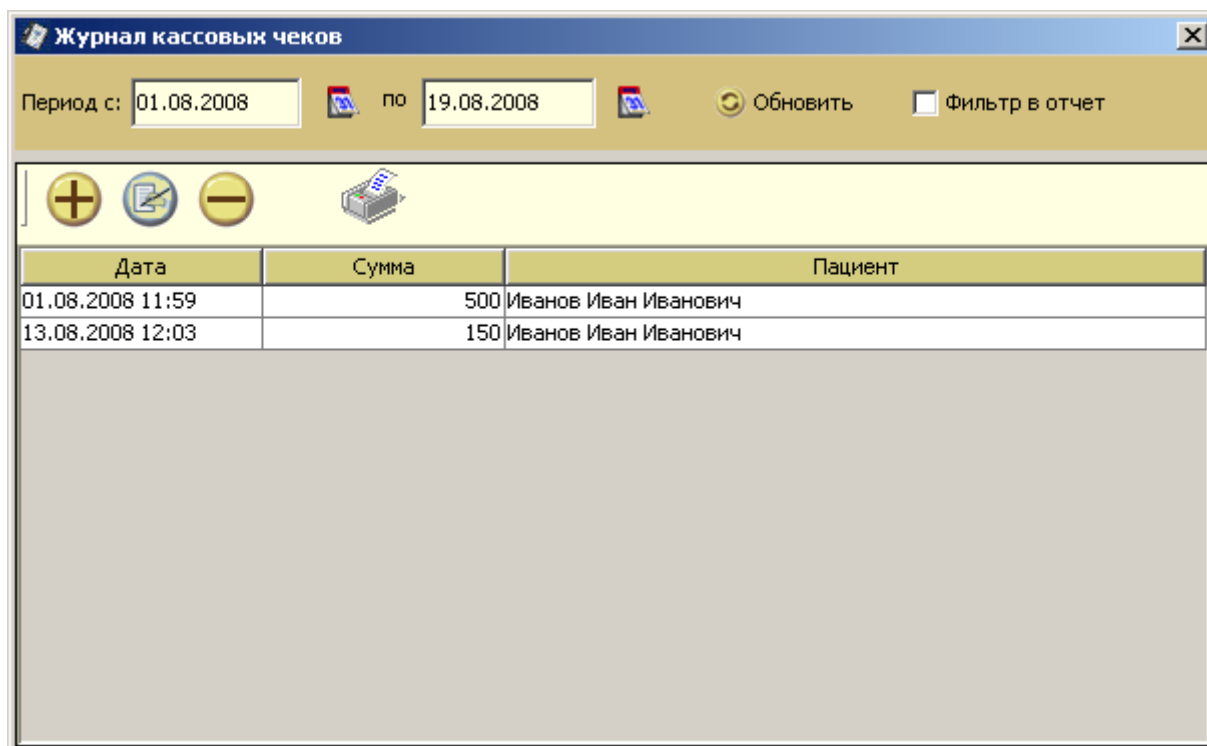 Журнал кассовых чеков
Период с: 01.08.2008 по 19.08.2008 Обновить Фильтр в отчет
Дата Сумма Пациент
01.08.2008 11:59 500 Иванов Иван Иванович
13.08.2008 12:03 150 Иванов Иван Иванович